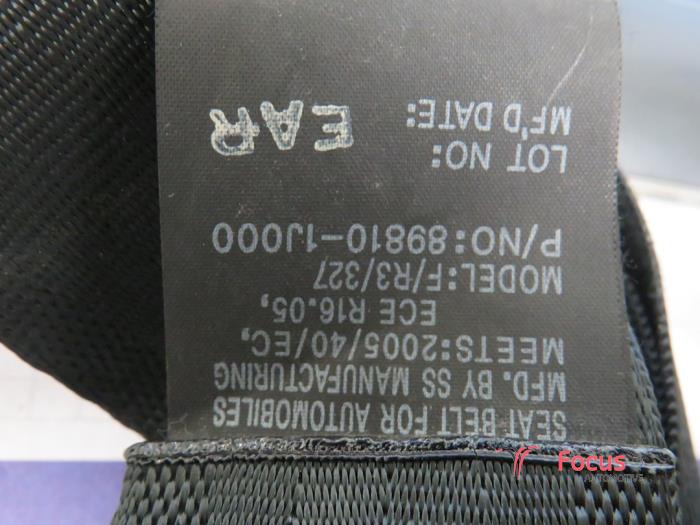 SEAT BELT FOR AUTOMOBILES
MFD. BY SS MANUFACTURING
MEETS:2005/40/EC,
ECE R16.05,
MODEL:F/R3/327
P/NO:89810-1J000
LOT NO: EAR
MF'D DATE:
Focus
AUTOMOTIVE